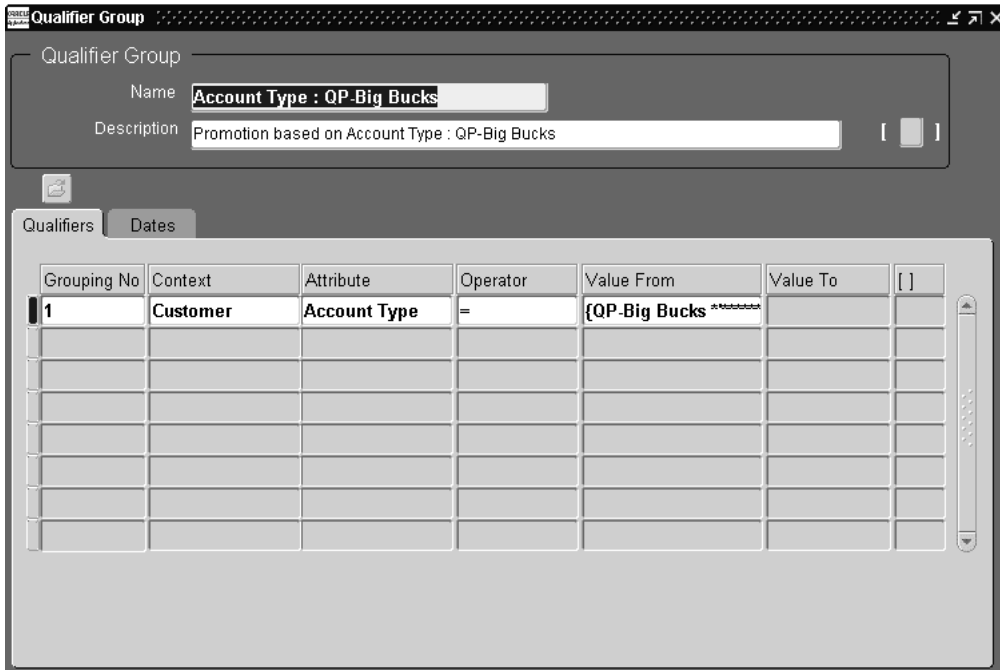 ORACLE
Qualifier Group
Qualifier Group
Name Account Type : QP-Big Bucks
Description Promotion based on Account Type : QP-Big Bucks [ ]
Qualifiers Dates
Grouping No Context Attribute Operator Value From Value To [ ]
1 Customer Account Type = {QP-Big Bucks *******